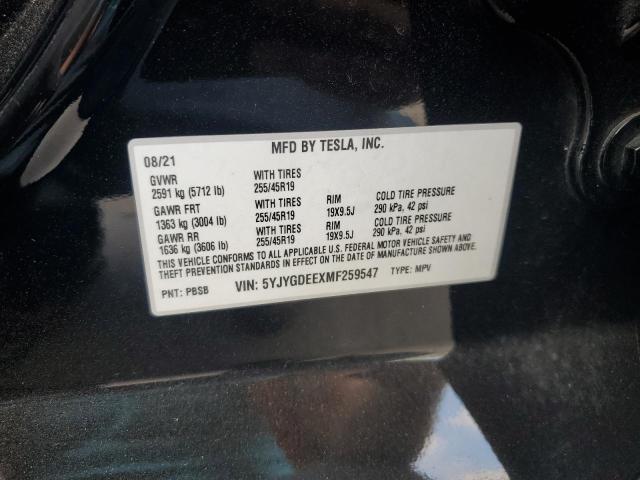 MFD BY TESLA, INC.
08/21
GVWR WITH TIRES
2591 kg (5712 lb) 255/45R19
GAWR FRT WITH TIRES RIM COLD TIRE PRESSURE
1363 kg (3004 lb) 255/45R19 19X9.5J 290 kPa, 42 psi
GAWR RR WITH TIRES RIM COLD TIRE PRESSURE
1636 kg (3606 lb) 255/45R19 19X9.5J 290 kPa, 42 psi
THIS VEHICLE CONFORMS TO ALL APPLICABLE U.S. FEDERAL MOTOR VEHICLE SAFETY AND
THEFT PREVENTION STANDARDS IN EFFECT ON THE DATE OF MANUFACTURE SHOWN ABOVE.
PNT: PBSB VIN: 5YJYGDEEXMF259547 TYPE: MPV